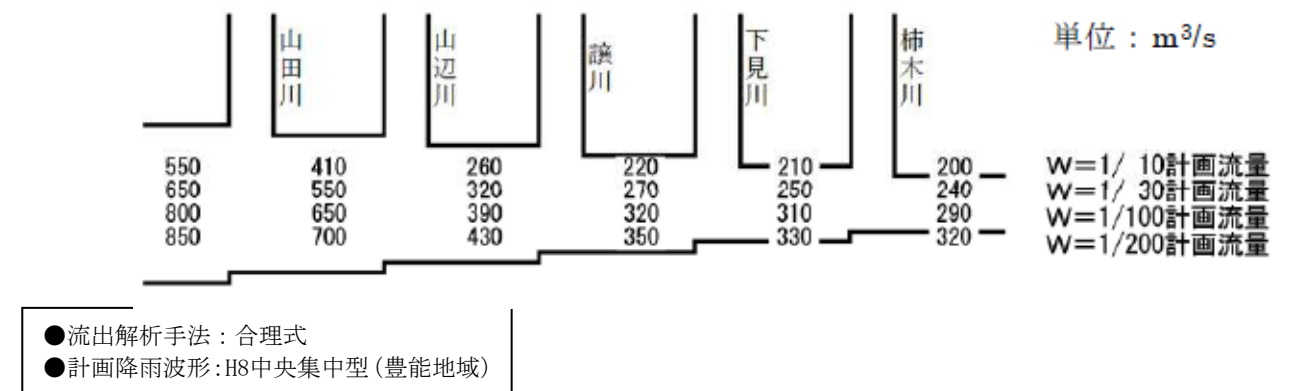 山田川
山辺川
譲川
下見川
柿木川
単位：m³/s
550 410 260 220 210 200 W=1/ 10計画流量
650 550 320 270 250 240 W=1/ 30計画流量
800 650 390 320 310 290 W=1/100計画流量
850 700 430 350 330 320 W=1/200計画流量
●流出解析手法：合理式
●計画降雨波形：H8中央集中型（豊能地域）